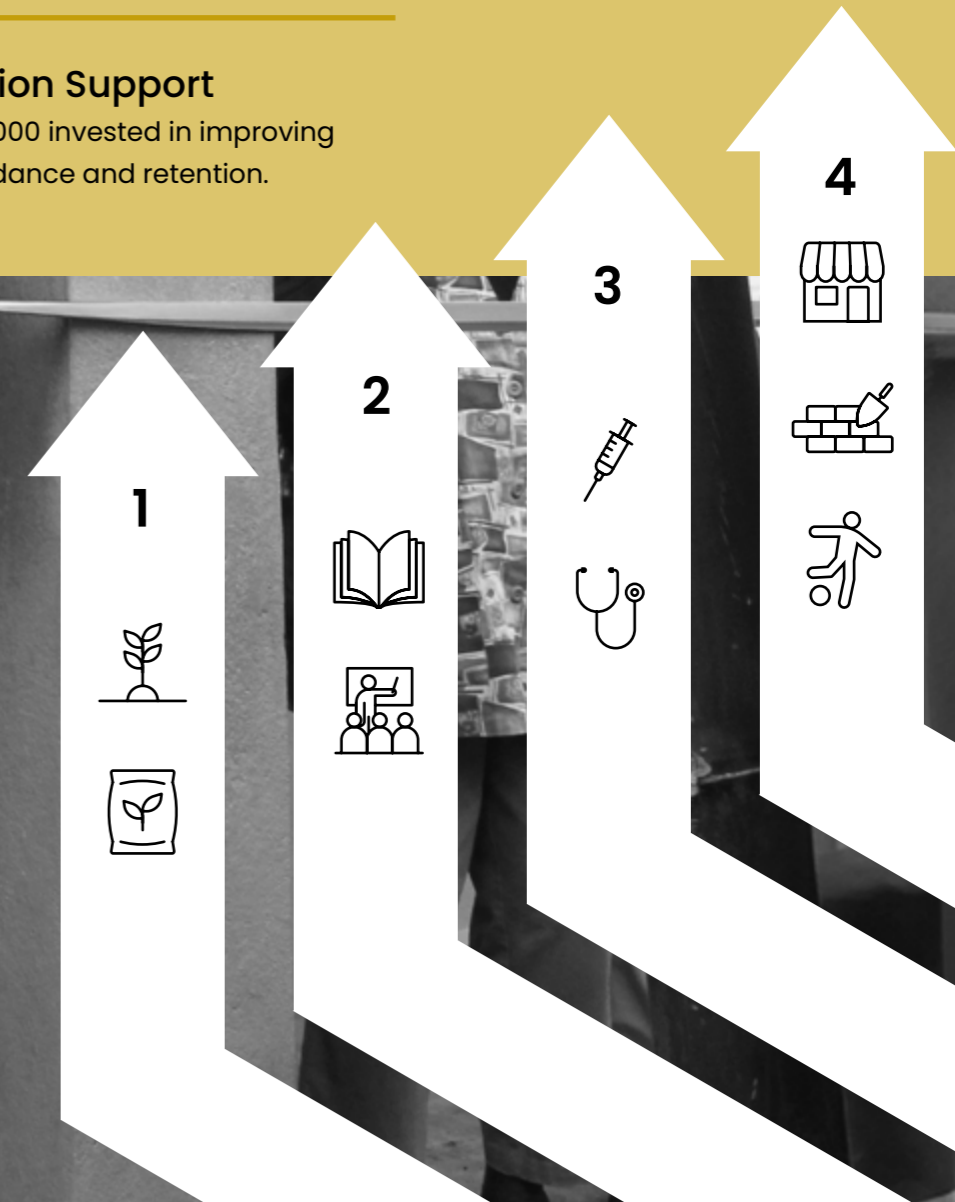 ion Support
000 invested in improving
dance and retention.
4
3
2
1